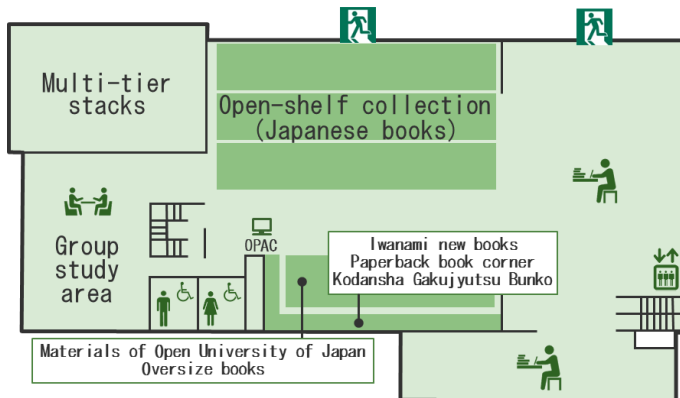 Multi-tier
stacks
Open-shelf collection
(Japanese books)
Group
study
area
OPAC
Iwanami new books
Paperback book corner
Kodansha Gakujyutsu Bunko
Materials of Open University of Japan
Oversize books